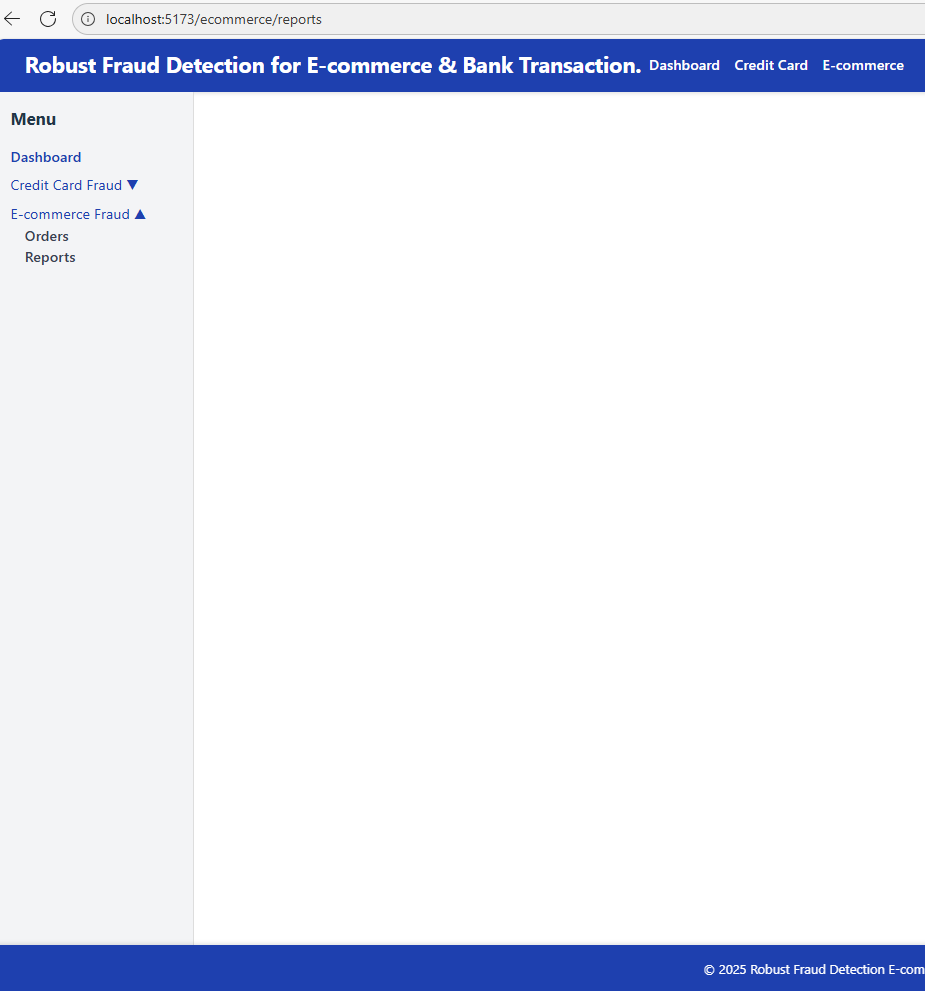 localhost:5173/ecommerce/reports
Robust Fraud Detection for E-commerce & Bank Transaction. Dashboard Credit Card E-commerce
Menu
Dashboard
Credit Card Fraud ▼
E-commerce Fraud ▲
Orders
Reports
© 2025 Robust Fraud Detection E-com